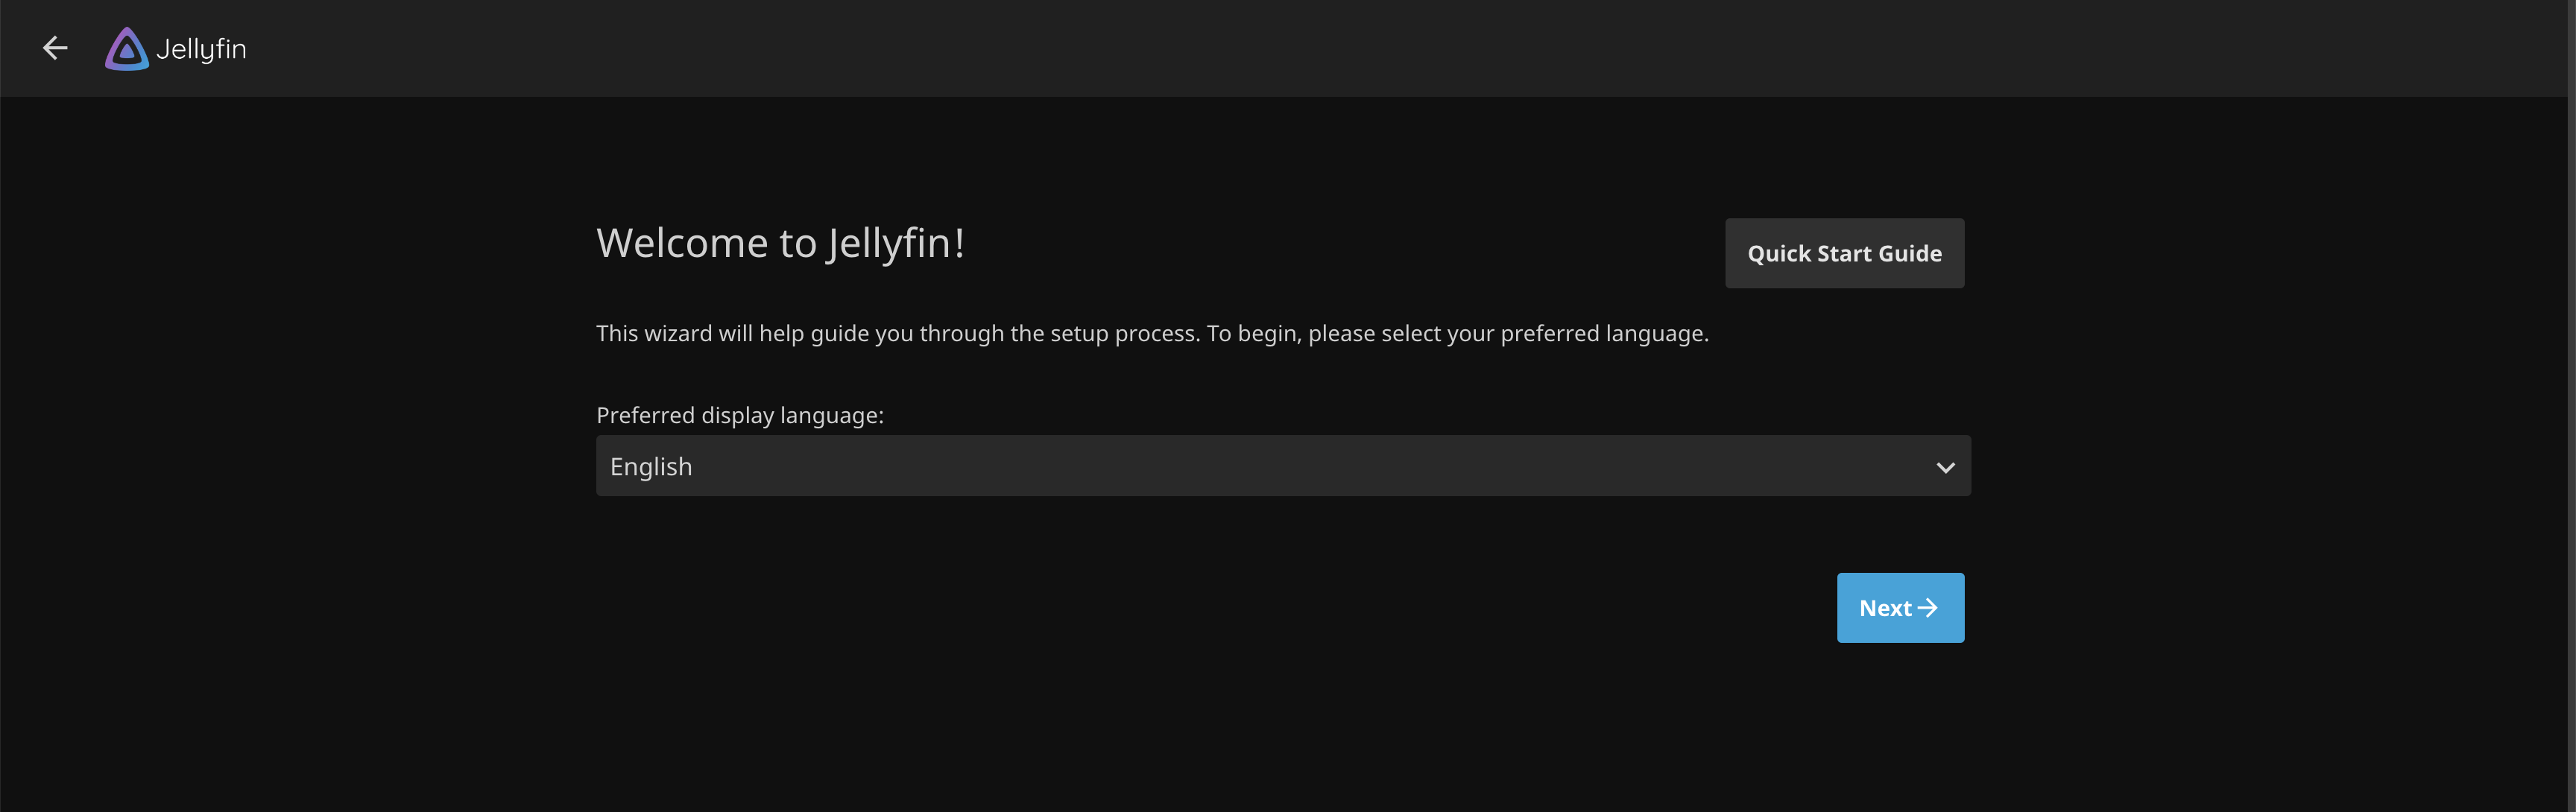 Jellyfin
Welcome to Jellyfin!
Quick Start Guide
This wizard will help guide you through the setup process. To begin, please select your preferred language.
Preferred display language:
English
Next